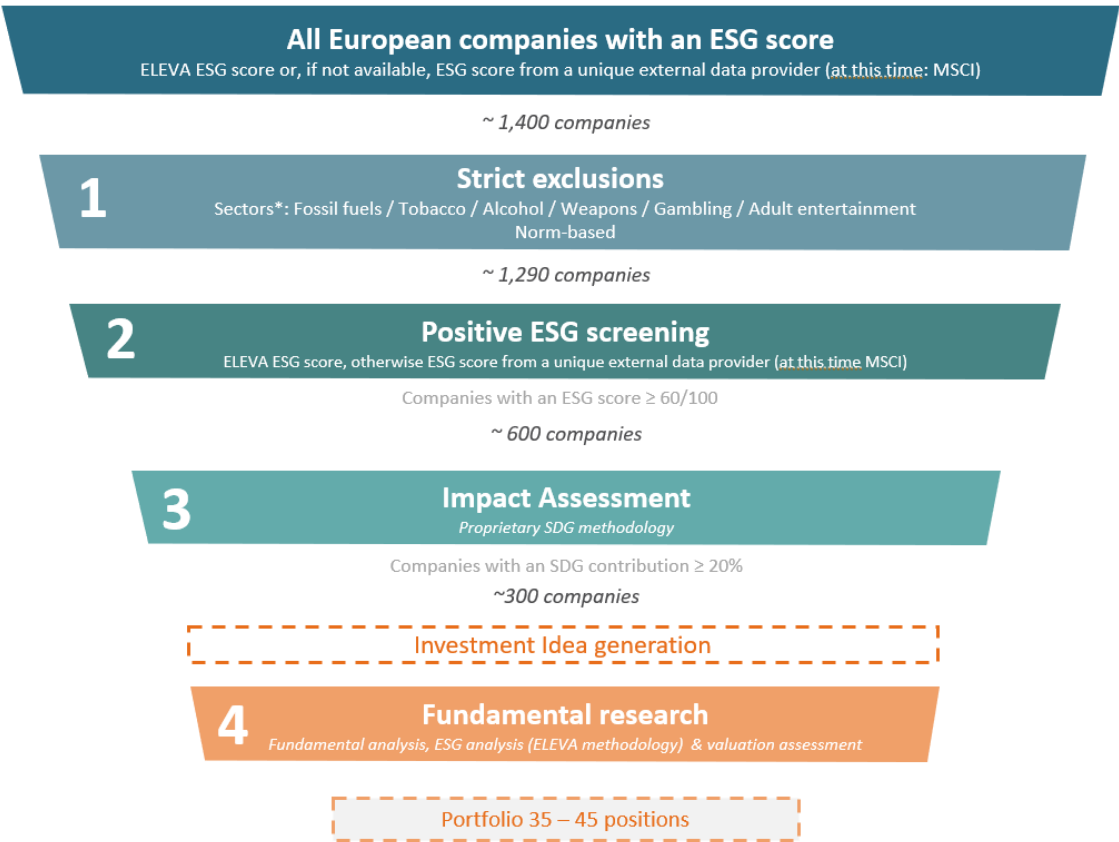 All European companies with an ESG score
ELEVA ESG score or, if not available, ESG score from a unique external data provider (at this time: MSCI)
~ 1,400 companies
1
Strict exclusions
Sectors*: Fossil fuels / Tobacco / Alcohol / Weapons / Gambling / Adult entertainment
Norm-based
~ 1,290 companies
2
Positive ESG screening
ELEVA ESG score, otherwise ESG score from a unique external data provider (at this time MSCI)
Companies with an ESG score ≥ 60/100
~ 600 companies
3
Impact Assessment
Proprietary SDG methodology
Companies with an SDG contribution ≥ 20%
~300 companies
Investment Idea generation
4
Fundamental research
Fundamental analysis, ESG analysis (ELEVA methodology) & valuation assessment
Portfolio 35 – 45 positions